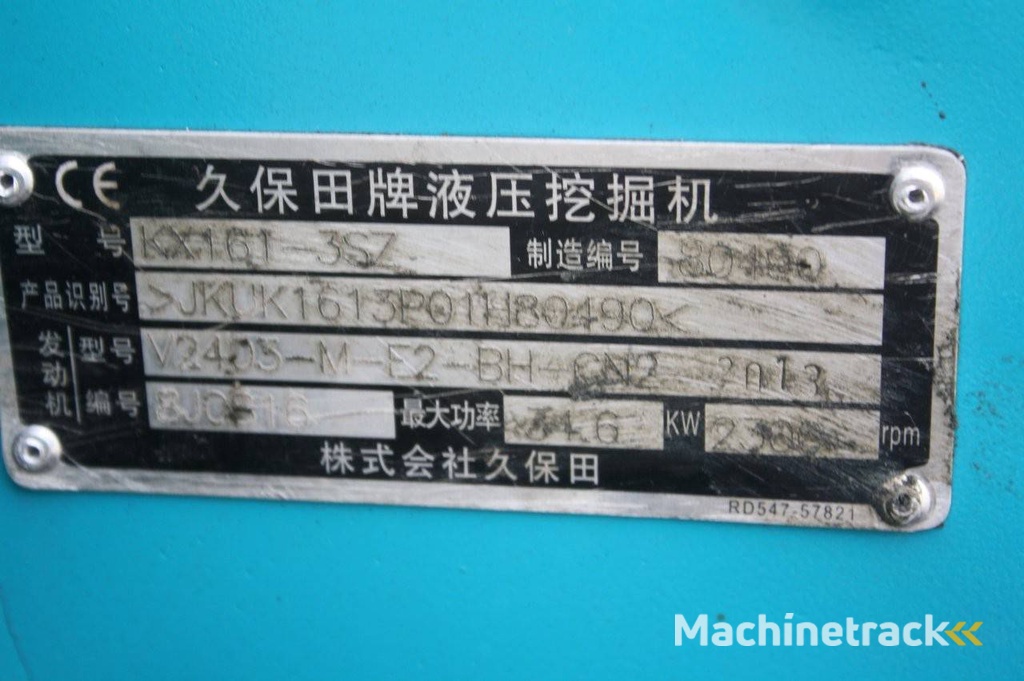 CE 久保田牌液压挖掘机
型号 KX161-3SZ 制造编号 80490
产品识别号 >JKUK1613P01H80490<
发动机 型号 V2403-M-E2-BH-CN2 2013
编号 最大功率 34.6 KW rpm
株式会社久保田
RD547-57821
Machinetrack